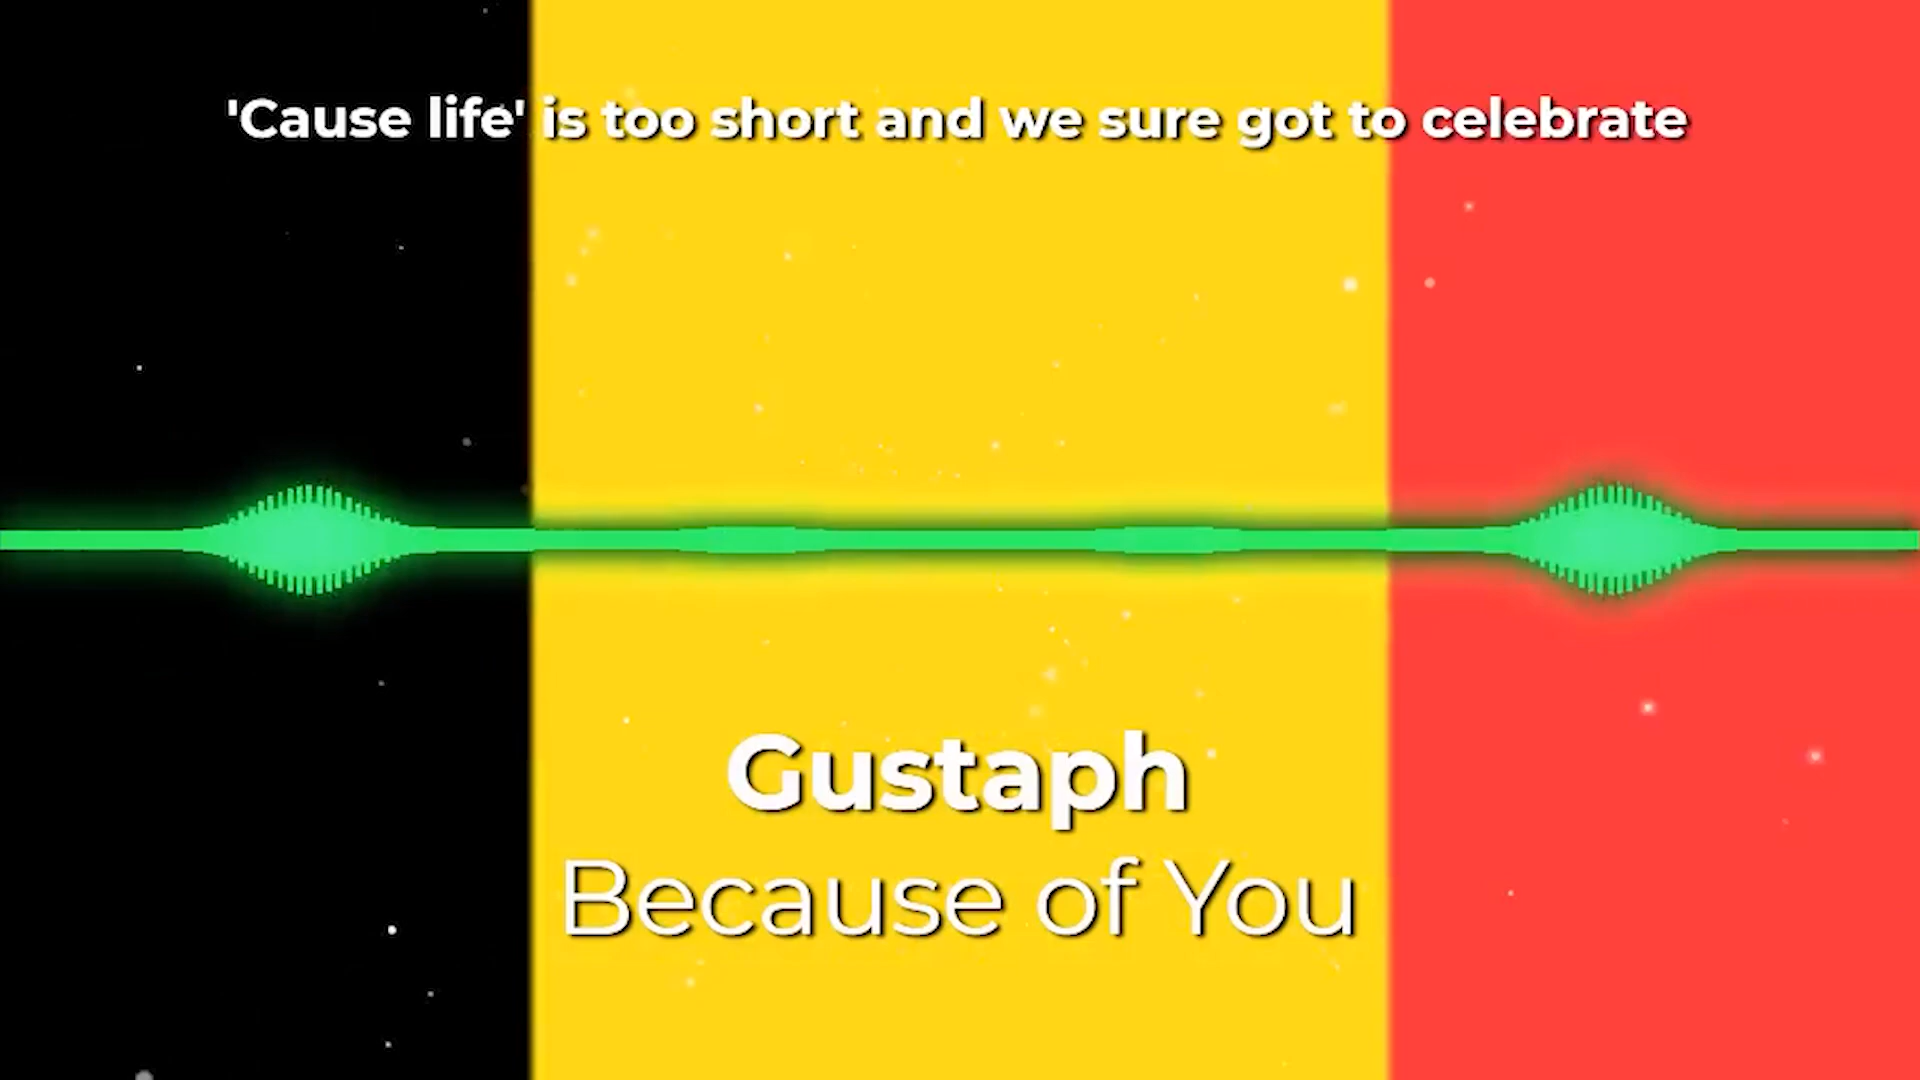 'Cause life' is too short and we sure got to celebrate
Gustaph
Because of You